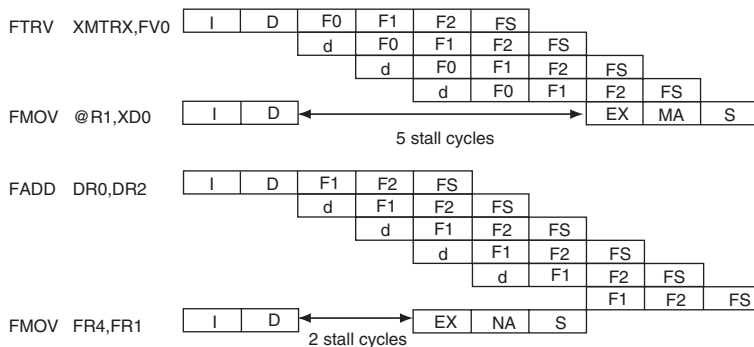 FTRV XMTRX,FV0 I D F0 F1 F2 FS
d F0 F1 F2 FS
d F0 F1 F2 FS
d F0 F1 F2 FS
FMOV @R1,XD0 I D EX MA S
5 stall cycles
FADD DR0,DR2 I D F1 F2 FS
d F1 F2 FS
d F1 F2 FS
d F1 F2 FS
d F1 F2 FS
F1 F2 FS
FMOV FR4,FR1 I D EX NA S
2 stall cycles